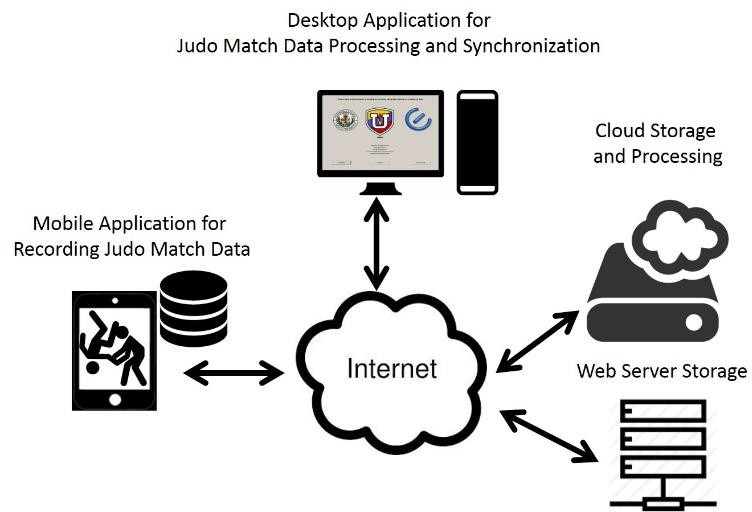 Desktop Application for
Judo Match Data Processing and Synchronization
Cloud Storage
and Processing
Mobile Application for
Recording Judo Match Data
Internet
Web Server Storage